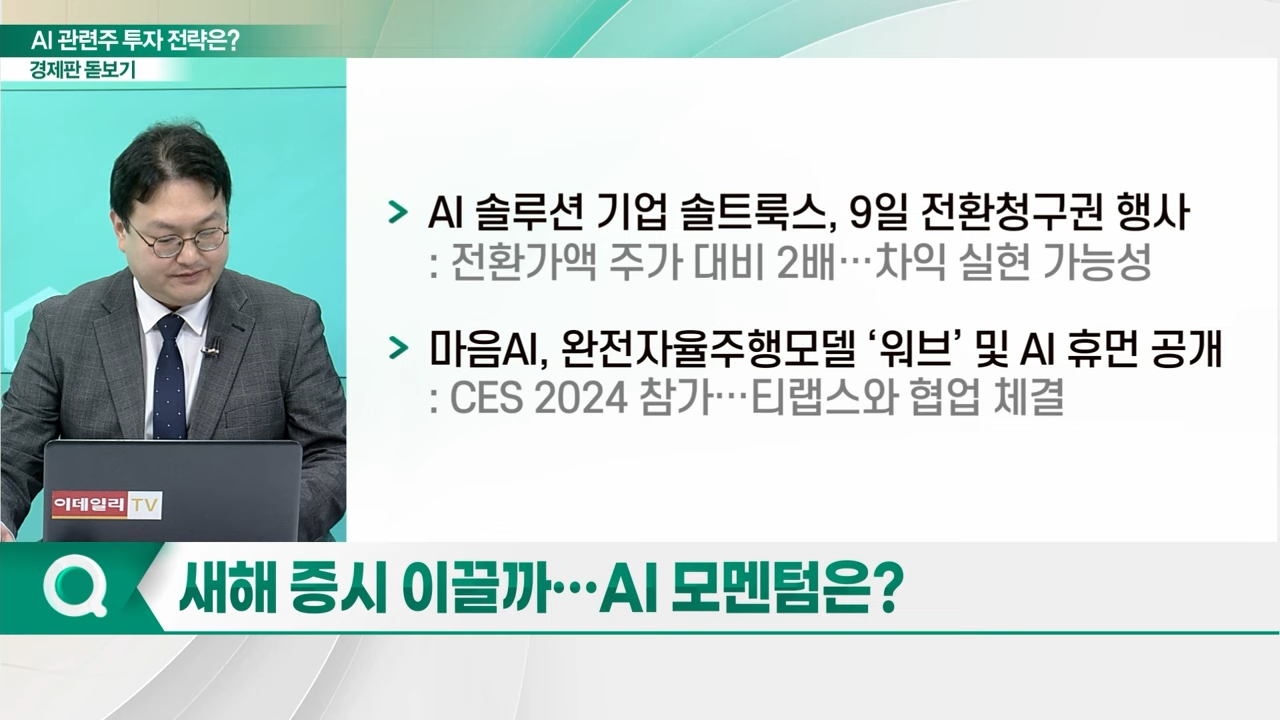 AI 관련주 투자 전략은?
경제판 돋보기
> AI 솔루션 기업 솔트룩스, 9일 전환청구권 행사
: 전환가액 주가 대비 2배…차익 실현 가능성
> 마음AI, 완전자율주행모델 ‘워브’ 및 AI 휴먼 공개
: CES 2024 참가…티랩스와 협업 체결
이데일리 TV
Q 새해 증시 이끌까…AI 모멘텀은?